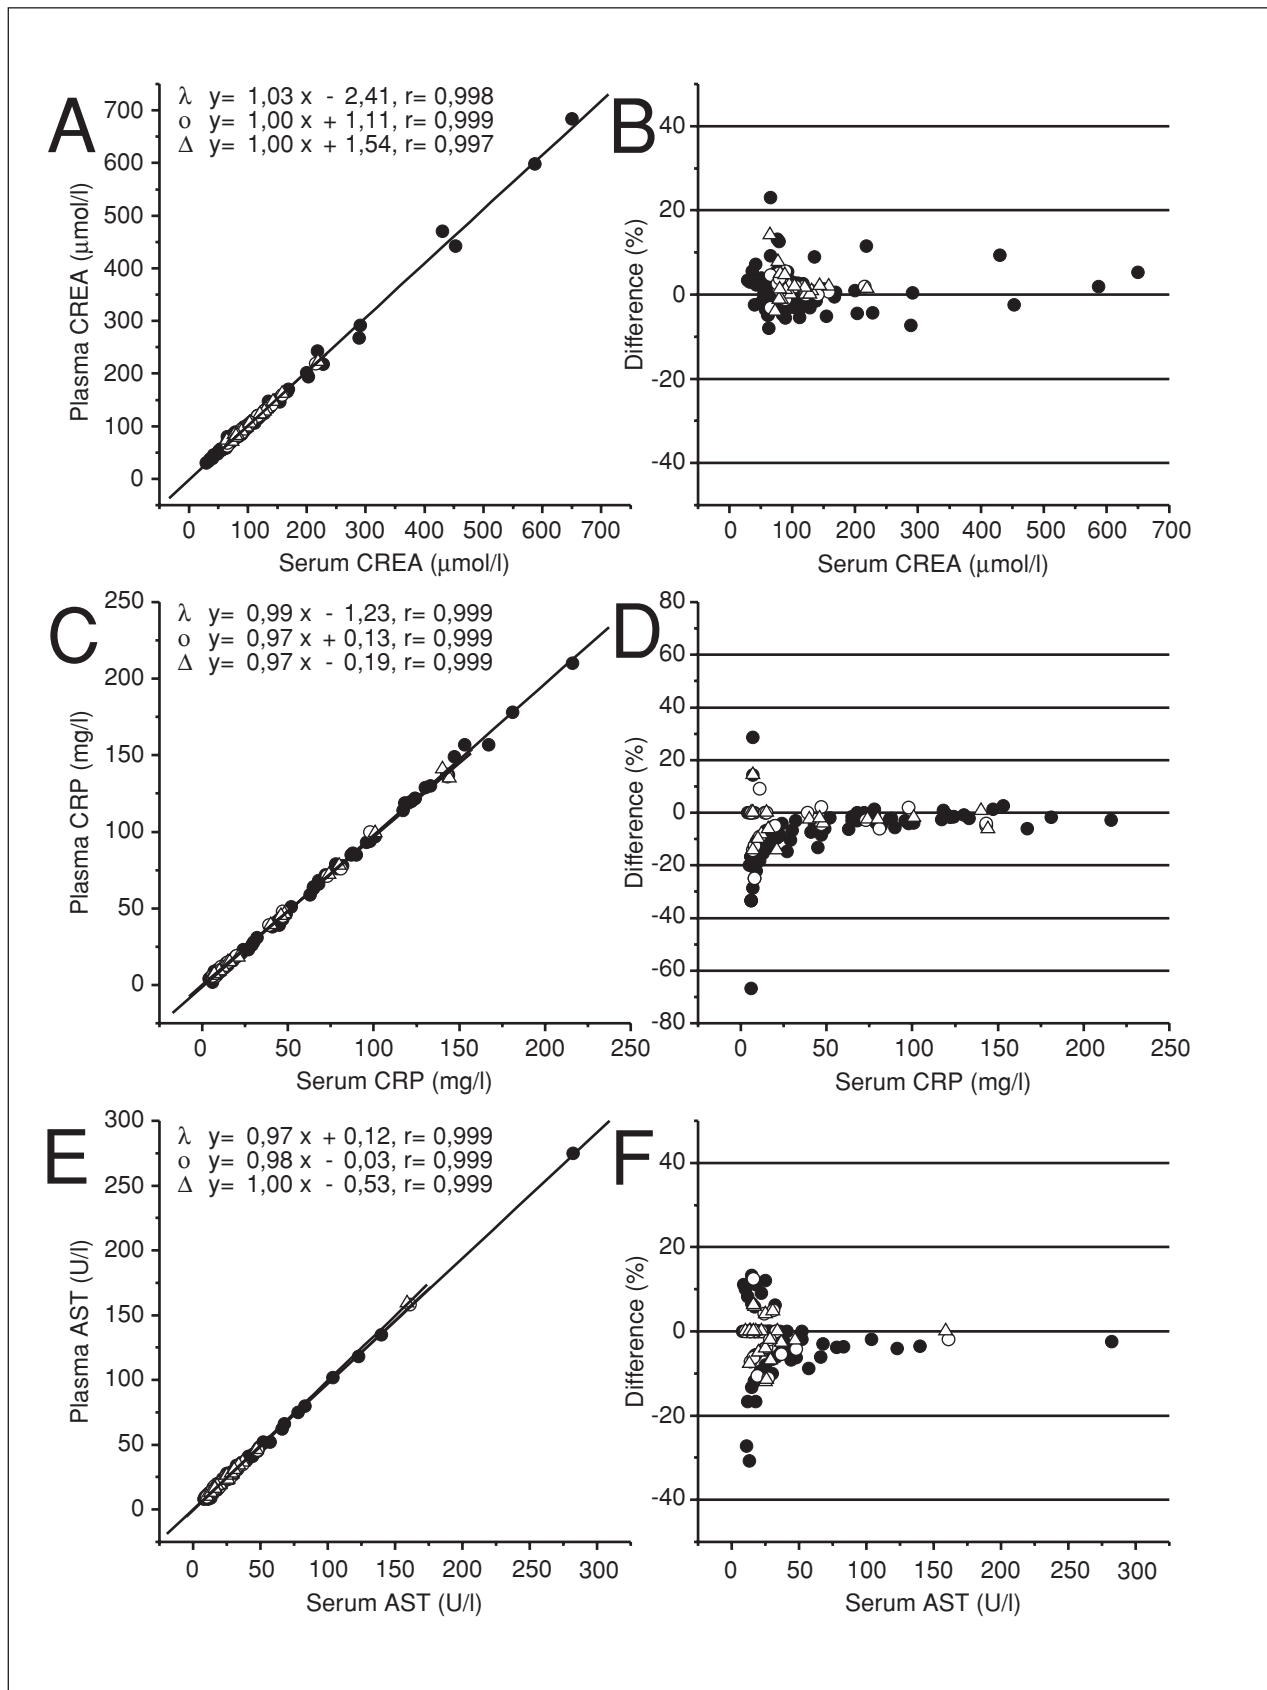 A
λ y= 1,03 x - 2,41, r= 0,998
o y= 1,00 x + 1,11, r= 0,999
Δ y= 1,00 x + 1,54, r= 0,997
Plasma CREA (μmol/l)
700
600
500
400
300
200
100
0
0 100 200 300 400 500 600 700
Serum CREA (μmol/l)
B
Difference (%)
40
20
0
-20
-40
0 100 200 300 400 500 600 700
Serum CREA (μmol/l)
C
λ y= 0,99 x - 1,23, r= 0,999
o y= 0,97 x + 0,13, r= 0,999
Δ y= 0,97 x - 0,19, r= 0,999
Plasma CRP (mg/l)
250
200
150
100
50
0
0 50 100 150 200 250
Serum CRP (mg/l)
D
Difference (%)
80
60
40
20
0
-20
-40
-60
-80
0 50 100 150 200 250
Serum CRP (mg/l)
E
λ y= 0,97 x + 0,12, r= 0,999
o y= 0,98 x - 0,03, r= 0,999
Δ y= 1,00 x - 0,53, r= 0,999
Plasma AST (U/l)
300
250
200
150
100
50
0
0 50 100 150 200 250 300
Serum AST (U/l)
F
Difference (%)
40
20
0
-20
-40
0 50 100 150 200 250 300
Serum AST (U/l)